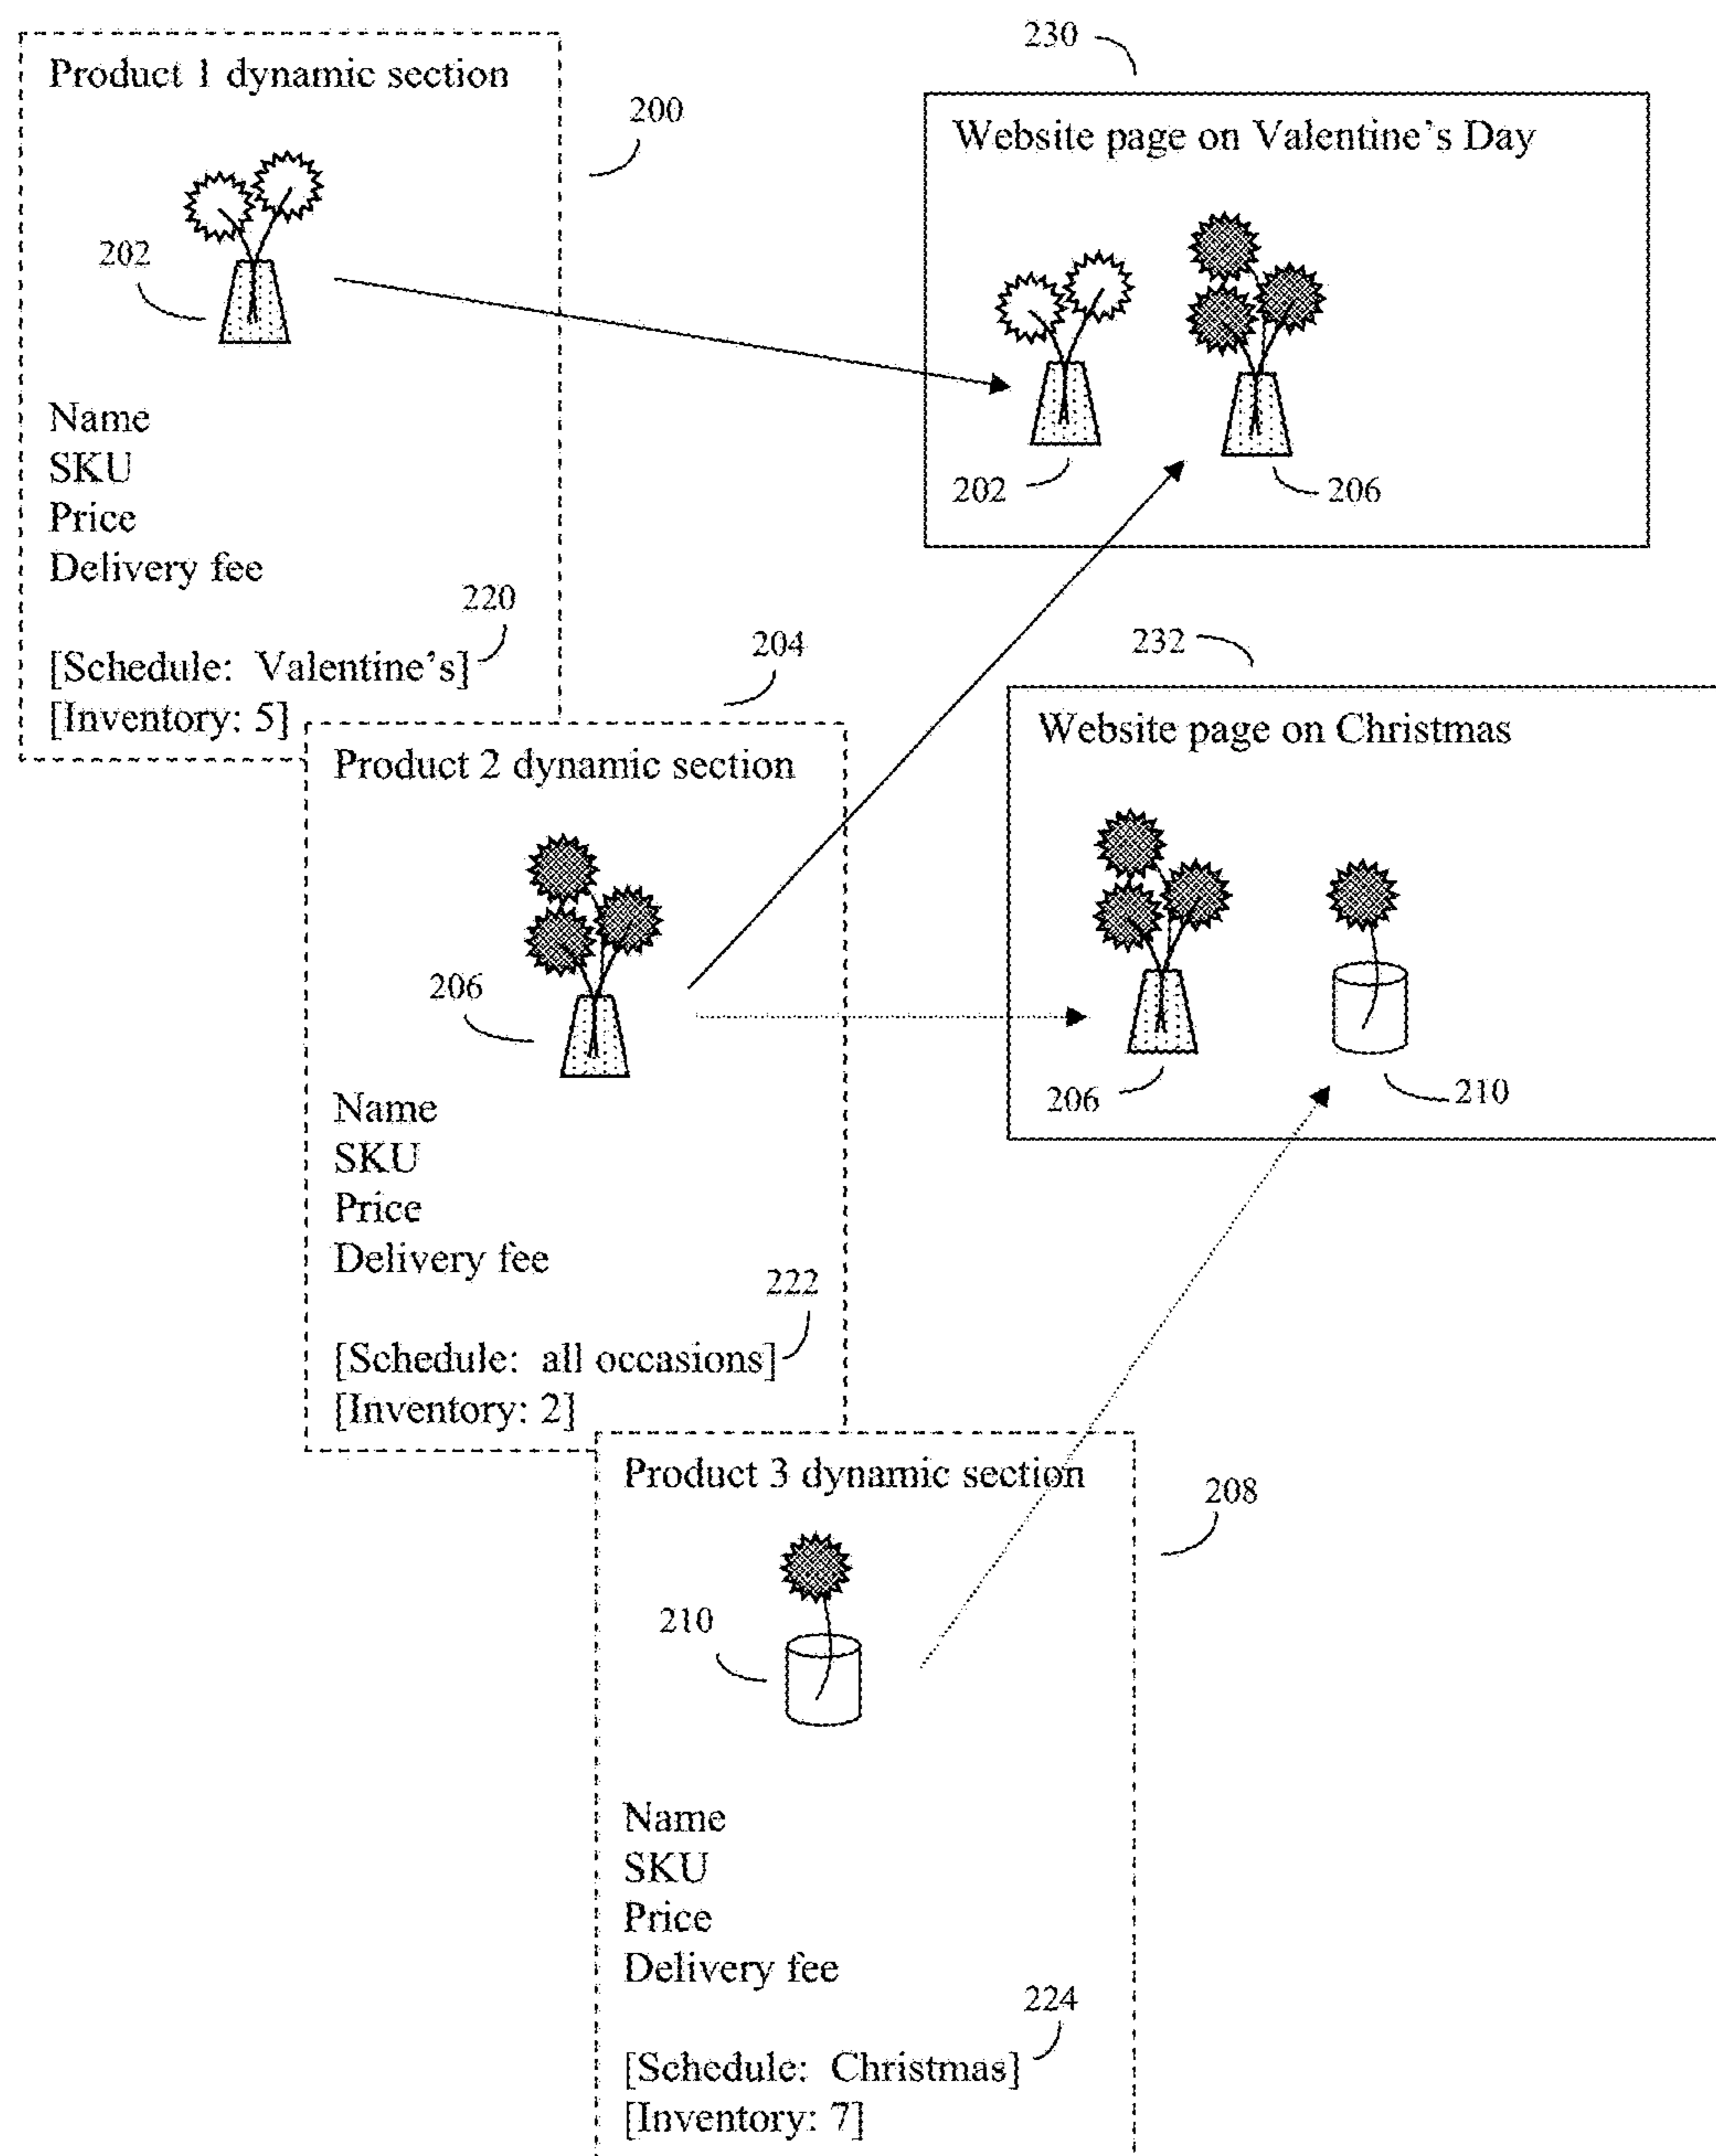 Product 1 dynamic section
200
202
Name
SKU
Price
Delivery fee
220
[Schedule: Valentine's]
[Inventory: 5]
230
Website page on Valentine's Day
202
206
204
Product 2 dynamic section
206
Name
SKU
Price
Delivery fee
222
[Schedule: all occasions]
[Inventory: 2]
232
Website page on Christmas
206
210
Product 3 dynamic section
208
210
Name
SKU
Price
Delivery fee
224
[Schedule: Christmas]
[Inventory: 7]